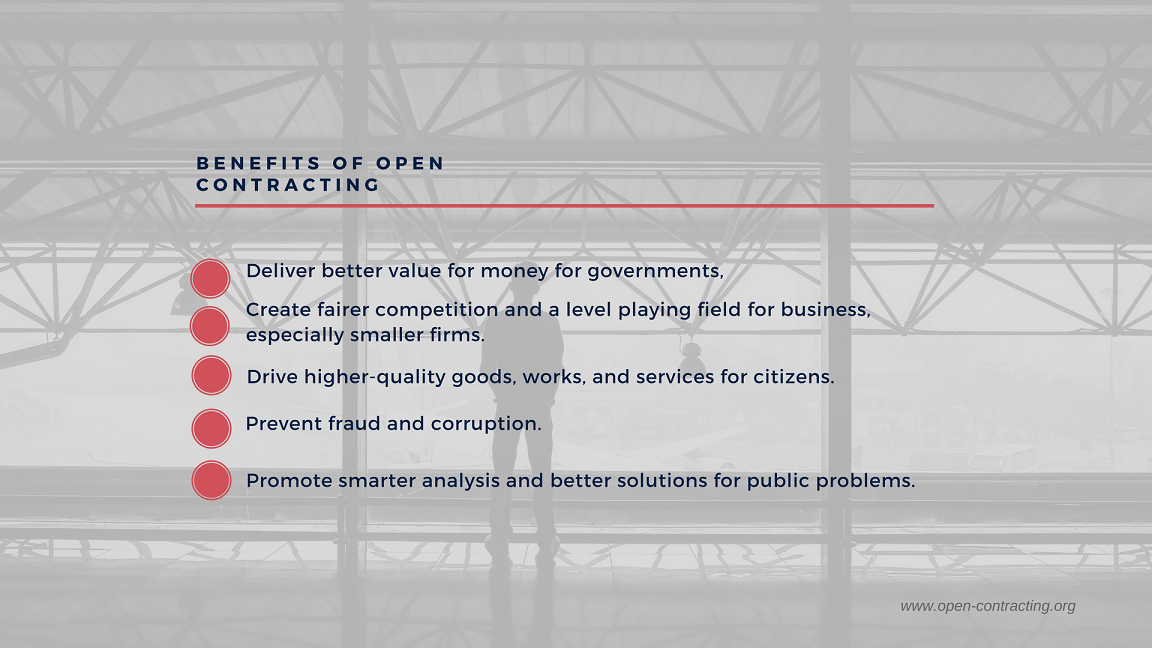 BENEFITS OF OPEN
CONTRACTING
Deliver better value for money for governments,
Create fairer competition and a level playing field for business,
especially smaller firms.
Drive higher-quality goods, works, and services for citizens.
Prevent fraud and corruption.
Promote smarter analysis and better solutions for public problems.
www.open-contracting.org